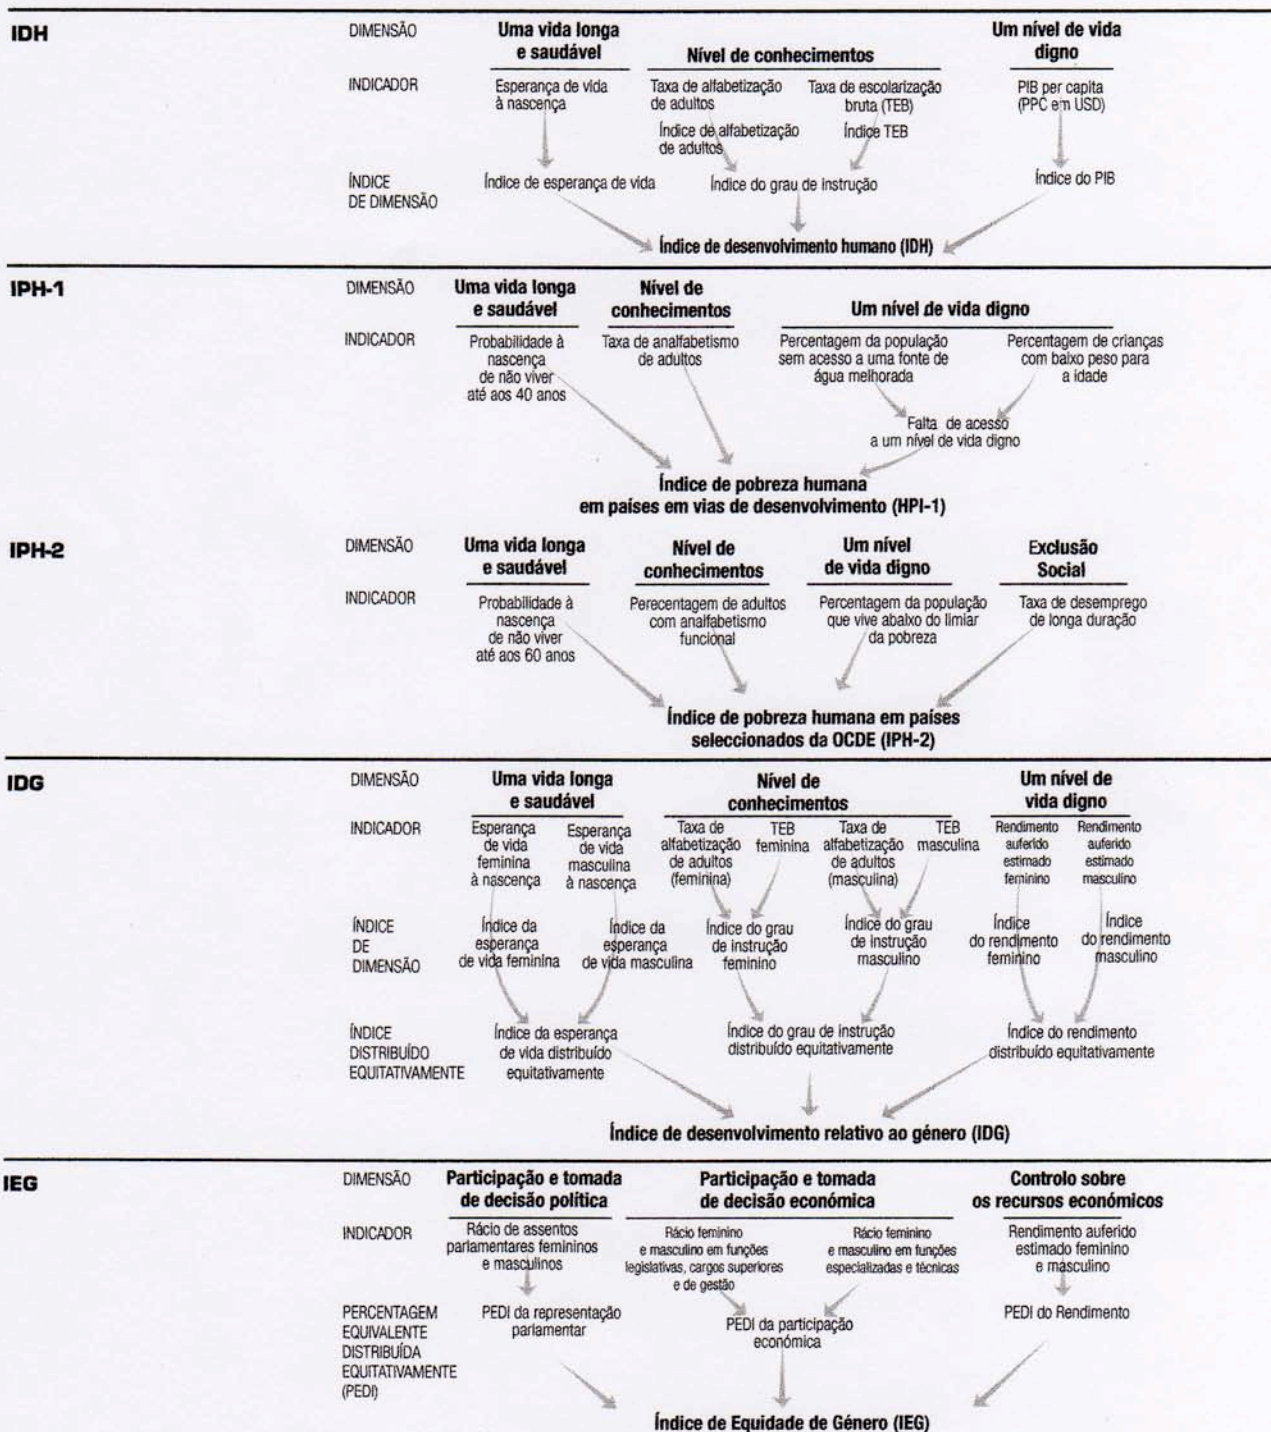 IDH
DIMENSÃO
Uma vida longa
e saudável
Nível de conhecimentos
Um nível de vida
digno
INDICADOR
Esperança de vida
à nascença
Taxa de alfabetização
de adultos
Taxa de escolarização
bruta (TEB)
PIB per capita
(PPC em USD)
Índice de alfabetização
de adultos
Índice TEB
ÍNDICE
DE DIMENSÃO
Índice de esperança de vida
Índice do grau de instrução
Índice do PIB
Índice de desenvolvimento humano (IDH)
IPH-1
DIMENSÃO
Uma vida longa
e saudável
Nível de
conhecimentos
Um nível de vida digno
INDICADOR
Probabilidade à
nascença
de não viver
até aos 40 anos
Taxa de analfabetismo
de adultos
Percentagem da população
sem acesso a uma fonte de
água melhorada
Percentagem de crianças
com baixo peso para
a idade
Falta de acesso
a um nível de vida digno
Índice de pobreza humana
em países em vias de desenvolvimento (HPI-1)
IPH-2
DIMENSÃO
Uma vida longa
e saudável
Nível de
conhecimentos
Um nível
de vida digno
Exclusão
Social
INDICADOR
Probabilidade à
nascença
de não viver
até aos 60 anos
Perecentagem de adultos
com analfabetismo
funcional
Percentagem da população
que vive abaixo do limiar
da pobreza
Taxa de desemprego
de longa duração
Índice de pobreza humana em países
seleccionados da OCDE (IPH-2)
IDG
DIMENSÃO
Uma vida longa
e saudável
Nível de
conhecimentos
Um nível de
vida digno
INDICADOR
Esperança
de vida
feminina
à nascença
Esperança
de vida
masculina
à nascença
Taxa de
alfabetização
de adultos
(feminina)
TEB
feminina
Taxa de
alfabetização
de adultos
(masculina)
TEB
masculina
Rendimento
auferido
estimado
feminino
Rendimento
auferido
estimado
masculino
ÍNDICE
DE
DIMENSÃO
Índice da
esperança
de vida feminina
Índice da
esperança
de vida masculina
Índice do grau
de instrução
feminino
Índice do grau
de instrução
masculino
Índice
do rendimento
feminino
Índice
do rendimento
masculino
ÍNDICE
DISTRIBUÍDO
EQUITATIVAMENTE
Índice da esperança
de vida distribuído
equitativamente
Índice do grau de instrução
distribuído equitativamente
Índice do rendimento
distribuído equitativamente
Índice de desenvolvimento relativo ao género (IDG)
IEG
DIMENSÃO
Participação e tomada
de decisão política
Participação e tomada
de decisão económica
Controlo sobre
os recursos económicos
INDICADOR
Rácio de assentos
parlamentares femininos
e masculinos
Rácio feminino
e masculino em funções
legislativas, cargos superiores
e de gestão
Rácio feminino
e masculino em funções
especializadas e técnicas
Rendimento auferido
estimado feminino
e masculino
PERCENTAGEM
EQUIVALENTE
DISTRIBUÍDA
EQUITATIVAMENTE
(PEDI)
PEDI da representação
parlamentar
PEDI da participação
económica
PEDI do Rendimento
Índice de Equidade de Género (IEG)